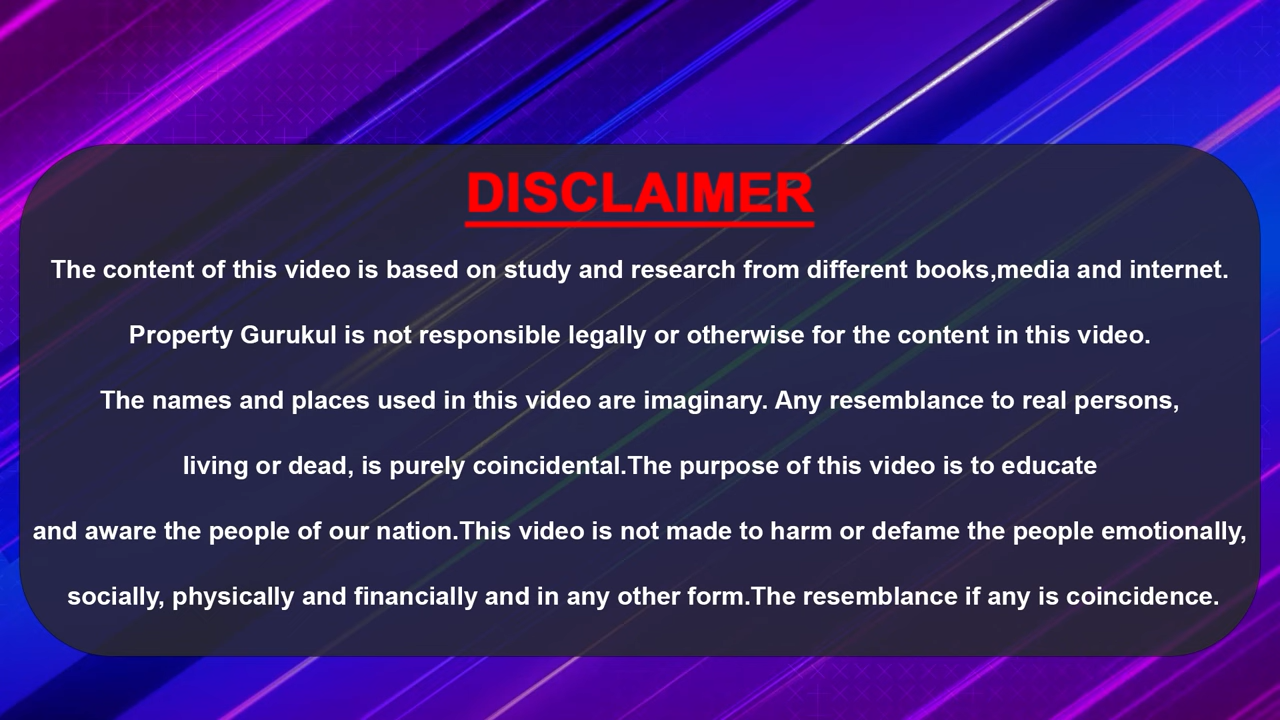 DISCLAIMER
The content of this video is based on study and research from different books,media and internet.
Property Gurukul is not responsible legally or otherwise for the content in this video.
The names and places used in this video are imaginary. Any resemblance to real persons,
living or dead, is purely coincidental.The purpose of this video is to educate
and aware the people of our nation.This video is not made to harm or defame the people emotionally,
socially, physically and financially and in any other form.The resemblance if any is coincidence.